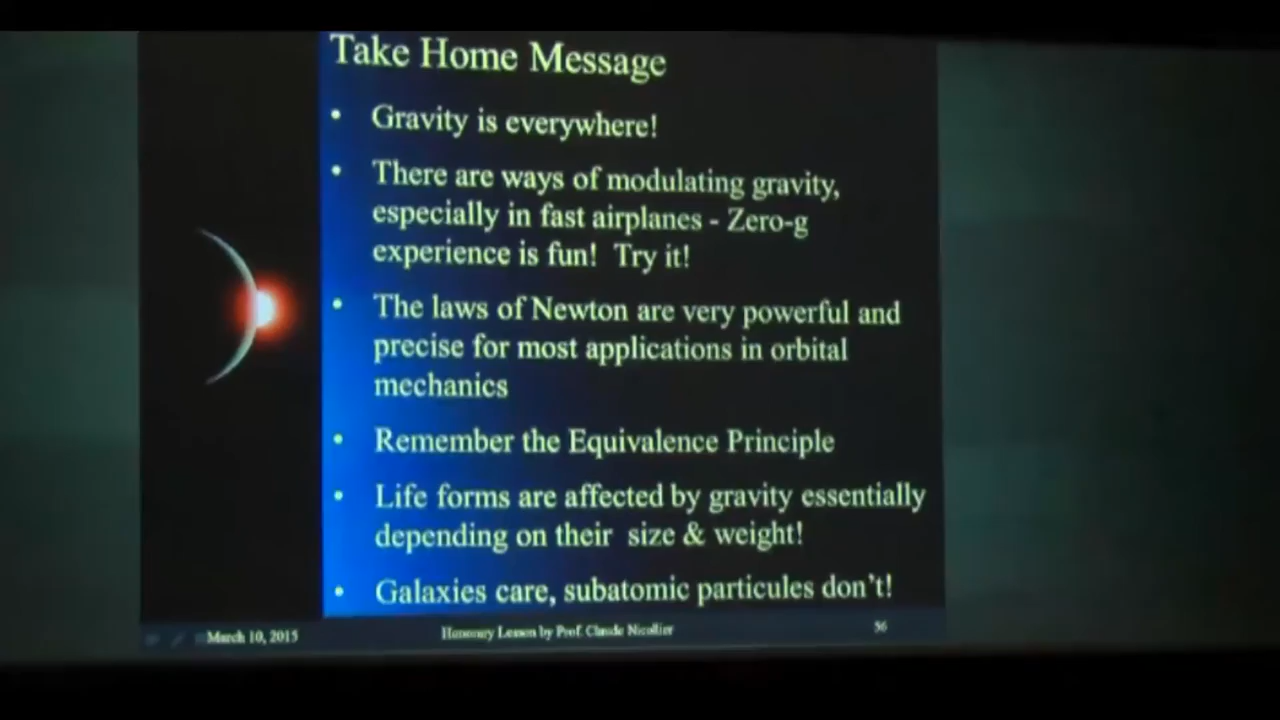 Take Home Message
• Gravity is everywhere!
• There are ways of modulating gravity,
especially in fast airplanes - Zero-g
experience is fun! Try it!
• The laws of Newton are very powerful and
precise for most applications in orbital
mechanics
• Remember the Equivalence Principle
• Life forms are affected by gravity essentially
depending on their size & weight!
• Galaxies care, subatomic particules don't!
March 10, 2015 Honorary Lesson by Prof. Claude Nicollier 56